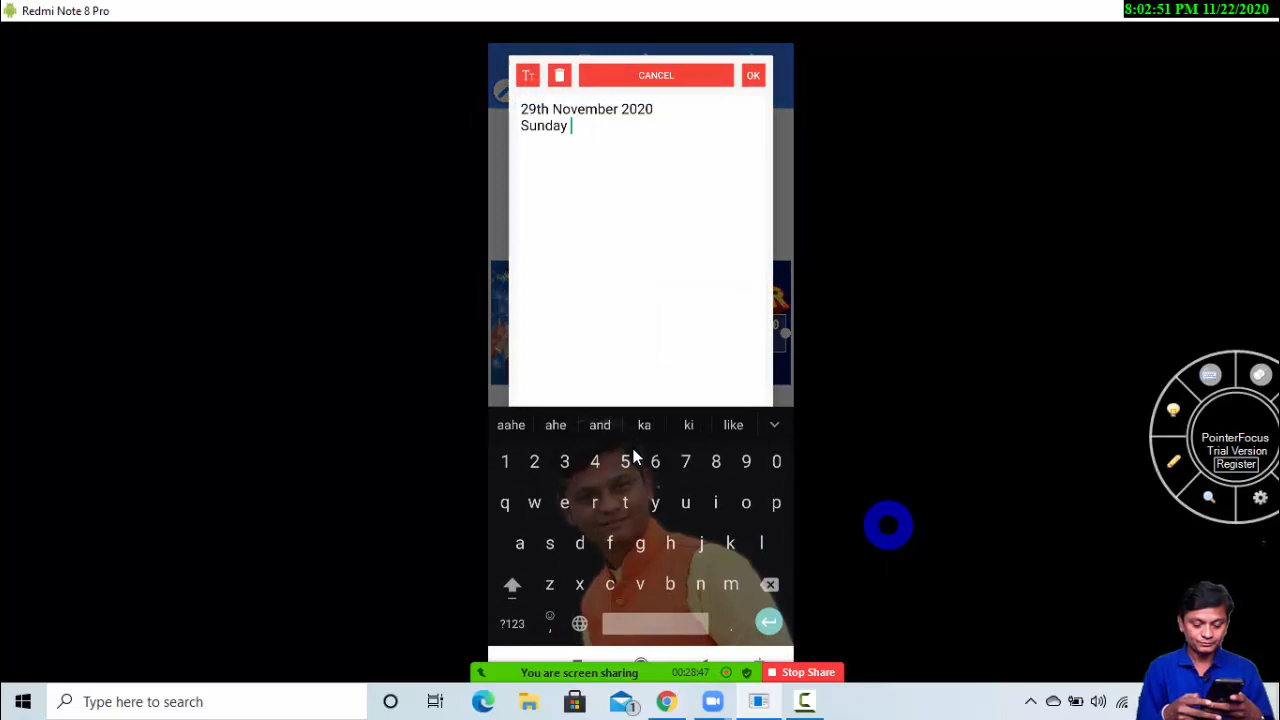 Redmi Note 8 Pro
8:02:51 PM 11/22/2020
Tт
CANCEL
OK
29th November 2020
Sunday
aahe ahe and ka ki like
1 2 3 4 5 6 7 8 9 0
q w e r t y u i o p
a s d f g h j k l
z x c v b n m
?123 , .
PointerFocus
Trial Version
Register
You are screen sharing
00:28:47
Stop Share
Type here to search
1